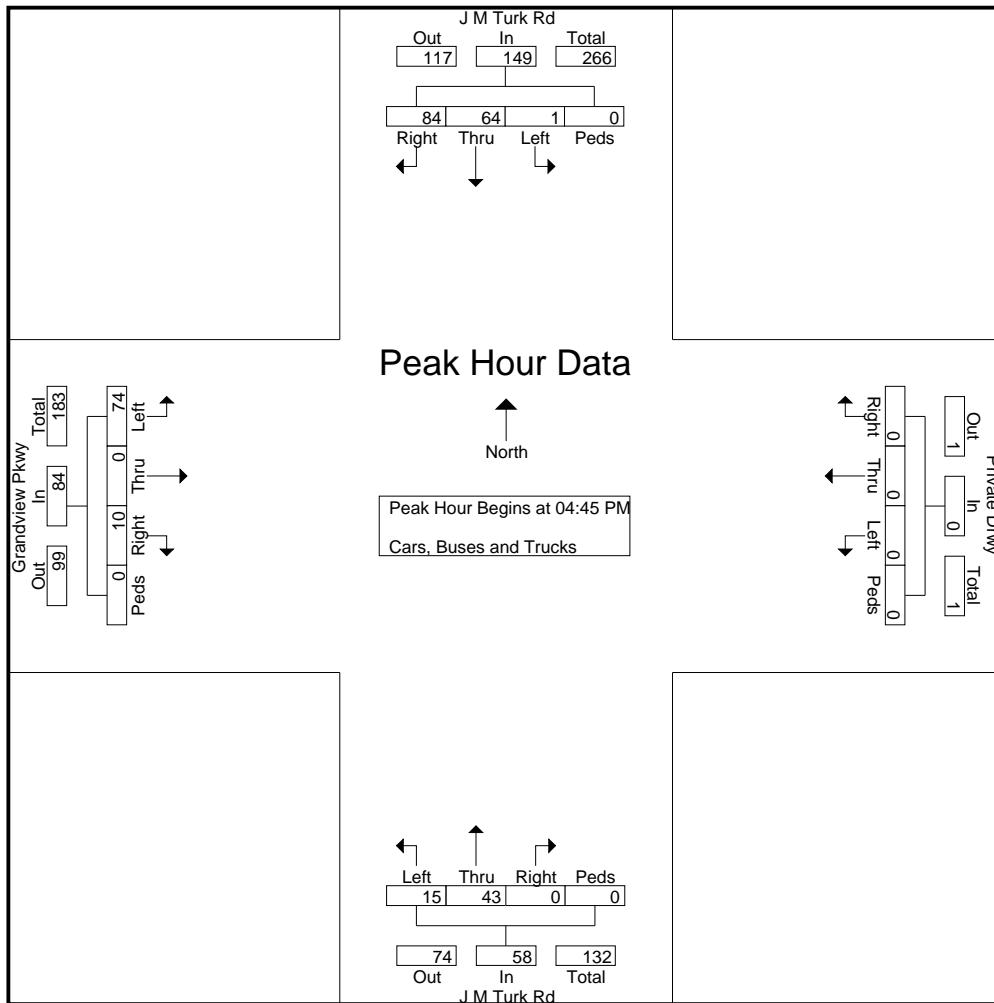 J M Turk Rd
Out In Total
117 149 266
84 64 1 0
Right Thru Left Peds
Peak Hour Data
North
Peak Hour Begins at 04:45 PM
Cars, Buses and Trucks
Grandview Pkwy
Total In Out
183 84 99
74 0 10 0
Left Thru Right Peds
Private Drwy
Out In Total
1 0 1
Right Thru Left Peds
0 0 0 0
Left Thru Right Peds
15 43 0 0
74 58 132
Out In Total
J M Turk Rd